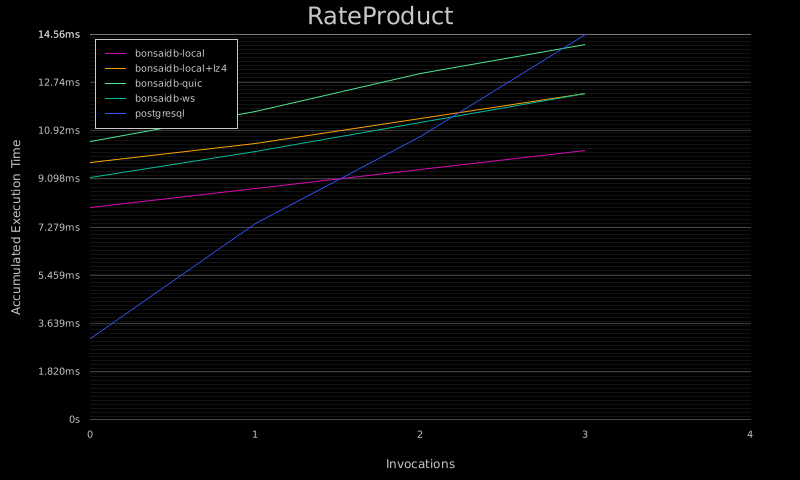 RateProduct
14.56ms
12.74ms
10.92ms
9.098ms
7.279ms
5.459ms
3.639ms
1.820ms
0s
bonsaidb-local
bonsaidb-local+lz4
bonsaidb-quic
bonsaidb-ws
postgresql
Accumulated Execution Time
0 1 2 3 4
Invocations